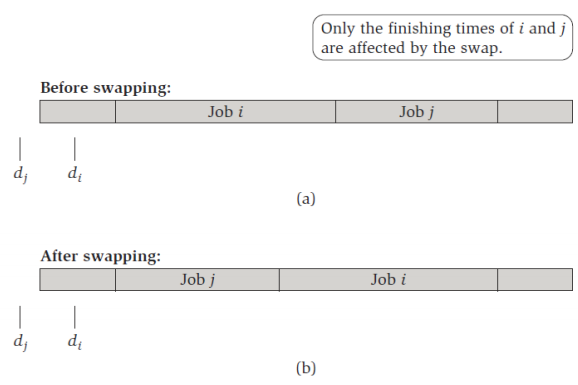 Only the finishing times of i and j
are affected by the swap.
Before swapping:
Job i Job j
d_j d_i
(a)
After swapping:
Job j Job i
d_j d_i
(b)